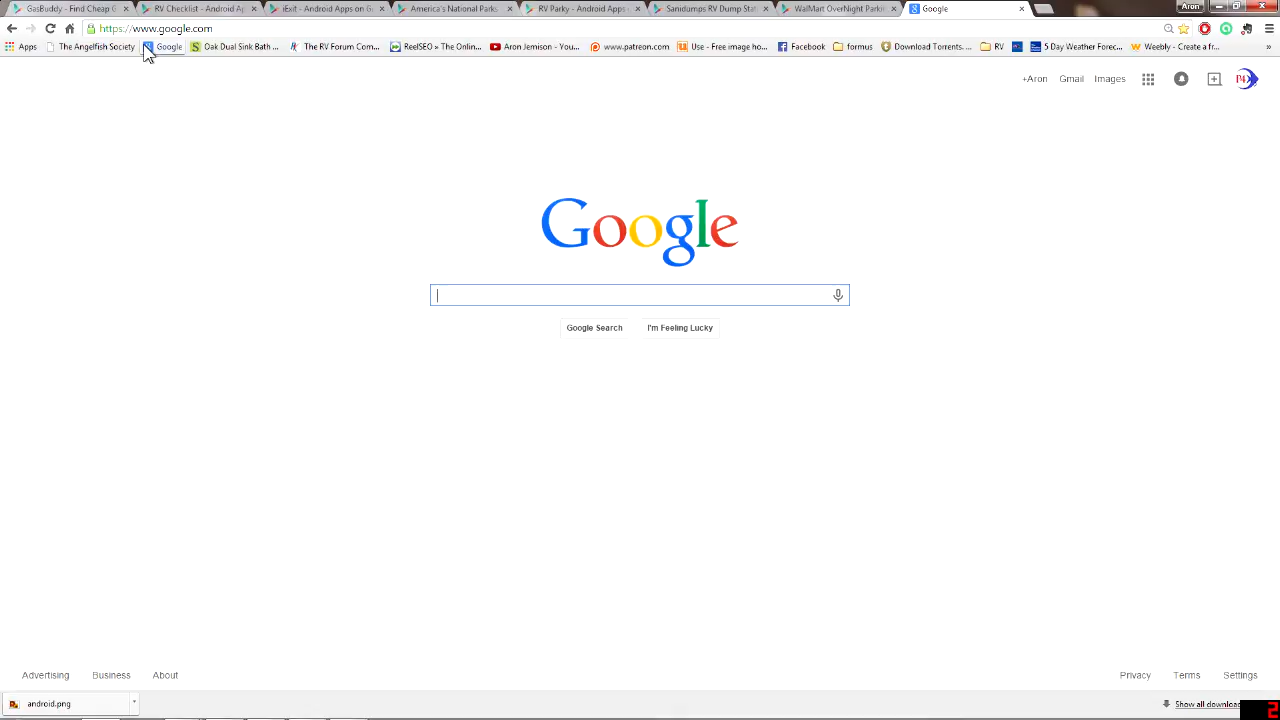 GasBuddy - Find Cheap G
RV Checklist - Android Ap
iExit - Android Apps on G
America's National Parks
RV Parky - Android Apps
Sanidumps RV Dump Stat
WalMart OverNight Parkin
Google
Aron
https://www.google.com
Apps
The Angelfish Society
Google
Oak Dual Sink Bath ...
The RV Forum Com...
ReelSEO | The Onlin...
Aron Jemison - You...
www.patreon.com
Use - Free image ho...
Facebook
formus
Download Torrents. ...
RV
5 Day Weather Forec...
Weebly - Create a fr...
»
+Aron
Gmail
Images
Google
Google Search
I'm Feeling Lucky
Advertising
Business
About
Privacy
Terms
Settings
android.png
Show all downloa
2